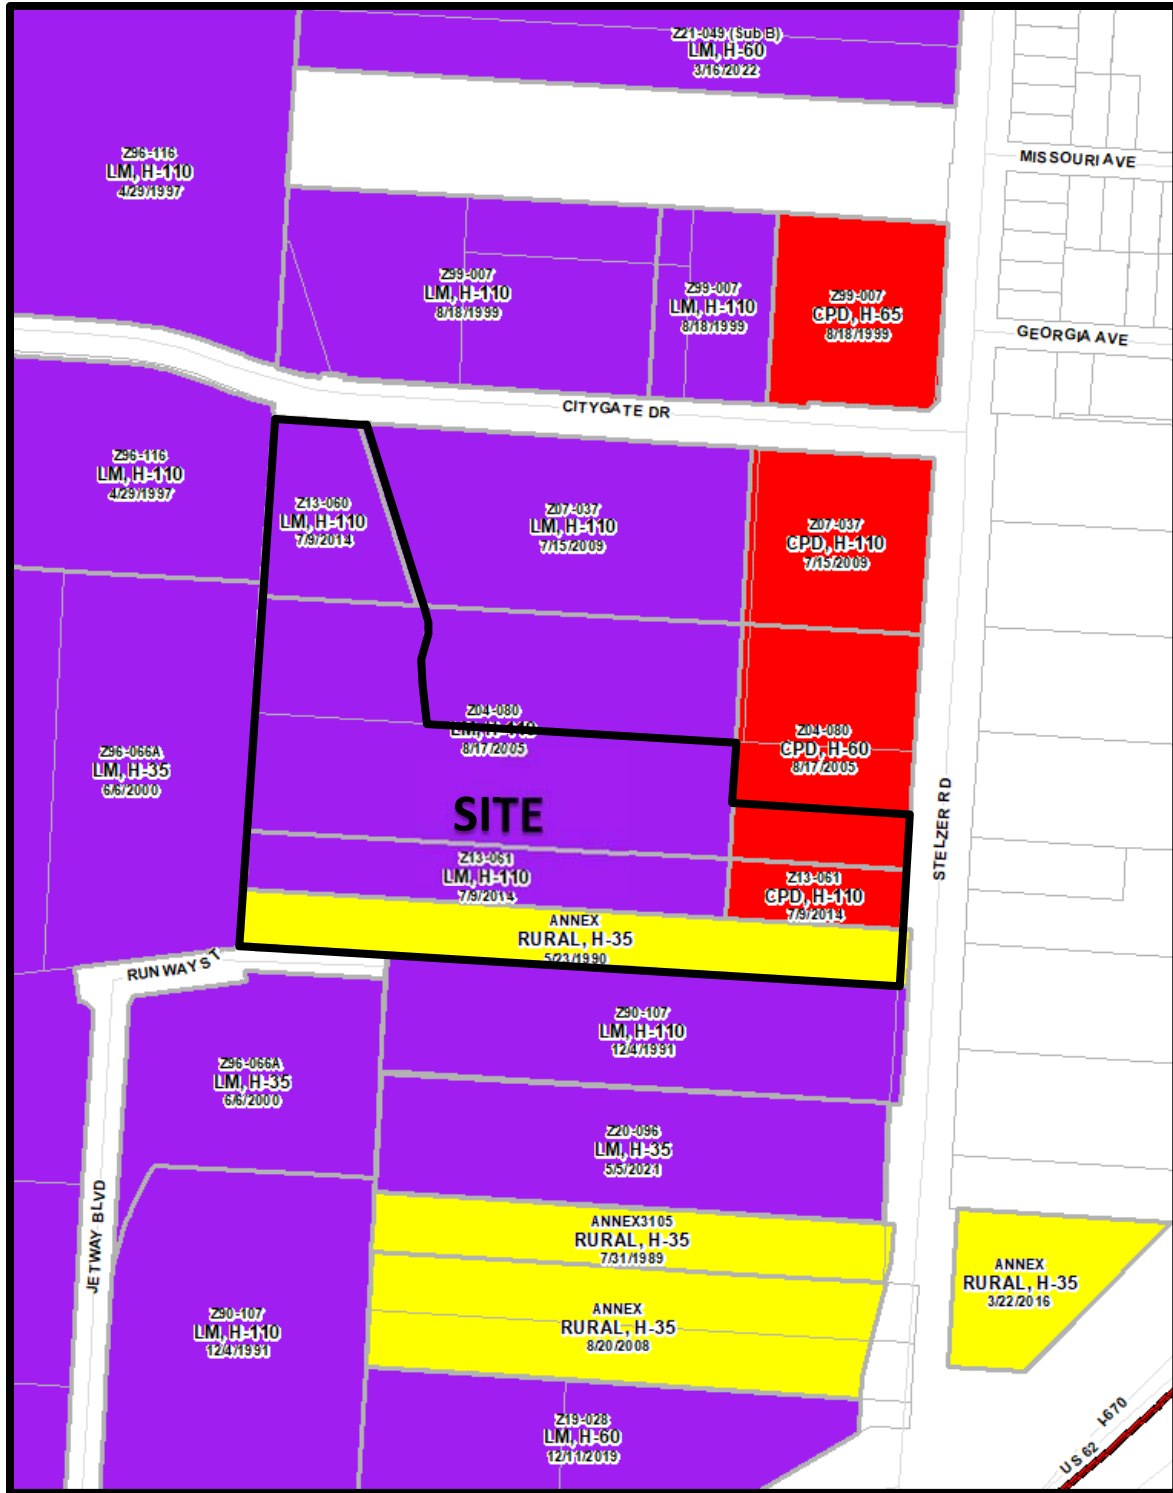 Z21-049 (Sub B)
LM, H-60
3/16/2022
Z96-116
LM, H-110
4/29/1997
MISSOURI AVE
Z99-007
LM, H-110
8/18/1999
Z99-007
LM, H-110
8/18/1999
Z99-007
CPD, H-65
8/18/1999
GEORGIA AVE
CITYGATE DR
Z96-116
LM, H-110
4/29/1997
Z13-060
LM, H-110
7/9/2014
Z07-037
LM, H-110
7/15/2009
Z07-037
CPD, H-110
7/15/2009
Z04-080
LM, H-110
8/17/2005
Z04-080
CPD, H-60
8/17/2005
Z96-066A
LM, H-35
6/6/2000
SITE
STELZER RD
Z13-061
LM, H-110
7/9/2014
Z13-061
CPD, H-110
7/9/2014
ANNEX
RURAL, H-35
5/23/1990
RUNWAY ST
Z90-107
LM, H-110
12/4/1991
Z96-066A
LM, H-35
6/6/2000
Z20-096
LM, H-35
5/5/2021
JETWAY BLVD
ANNEX3105
RURAL, H-35
7/31/1989
ANNEX
RURAL, H-35
3/22/2016
Z90-107
LM, H-110
12/4/1991
ANNEX
RURAL, H-35
8/20/2008
Z19-028
LM, H-60
12/11/2019
I-670
US 62